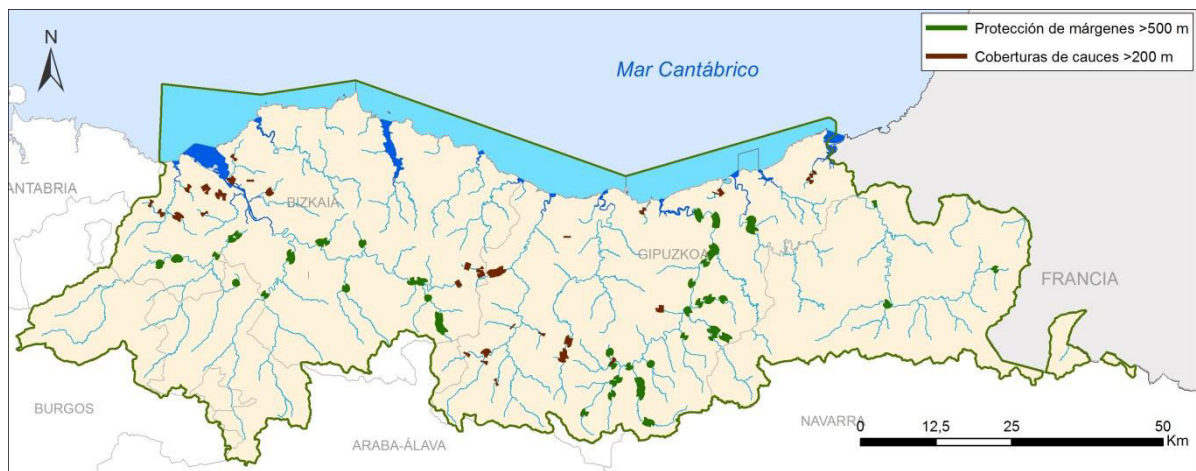 Protección de márgenes >500 m
Coberturas de cauces >200 m
N
Mar Cantábrico
ANTABRIA
BIZKAIA
GIPUZKOA
FRANCIA
BURGOS
ARABA-ÁLAVA
NAVARRA
0 12,5 25 50
Km